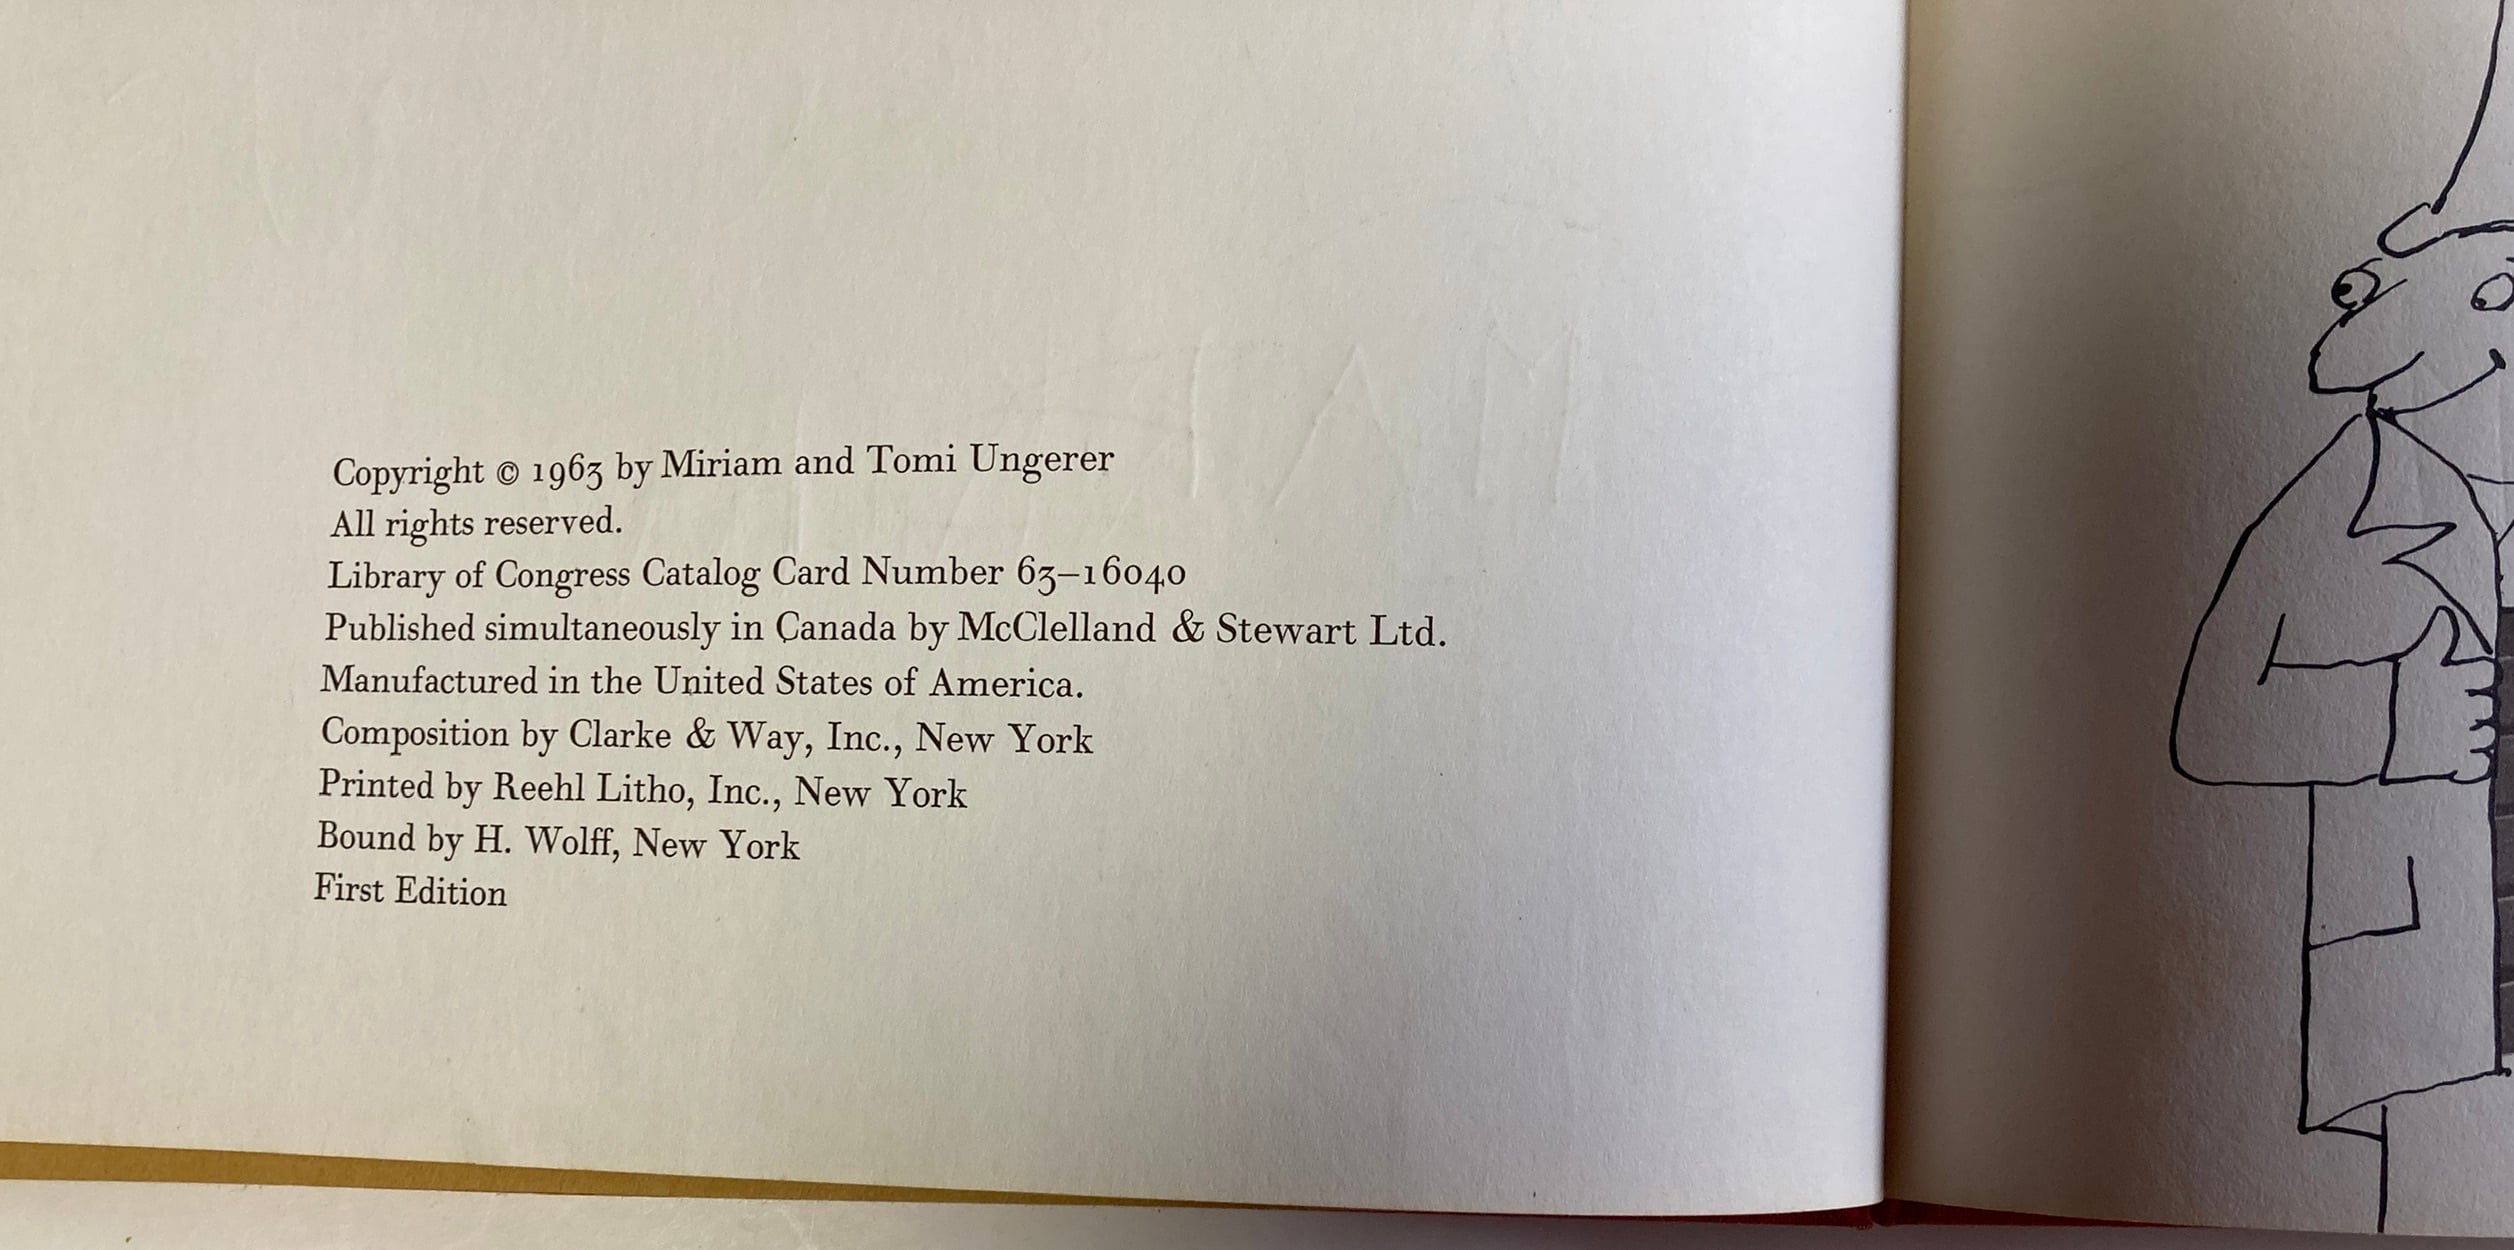 Copyright © 1963 by Miriam and Tomi Ungerer
All rights reserved.
Library of Congress Catalog Card Number 63–16040
Published simultaneously in Canada by McClelland & Stewart Ltd.
Manufactured in the United States of America.
Composition by Clarke & Way, Inc., New York
Printed by Reehl Litho, Inc., New York
Bound by H. Wolff, New York
First Edition